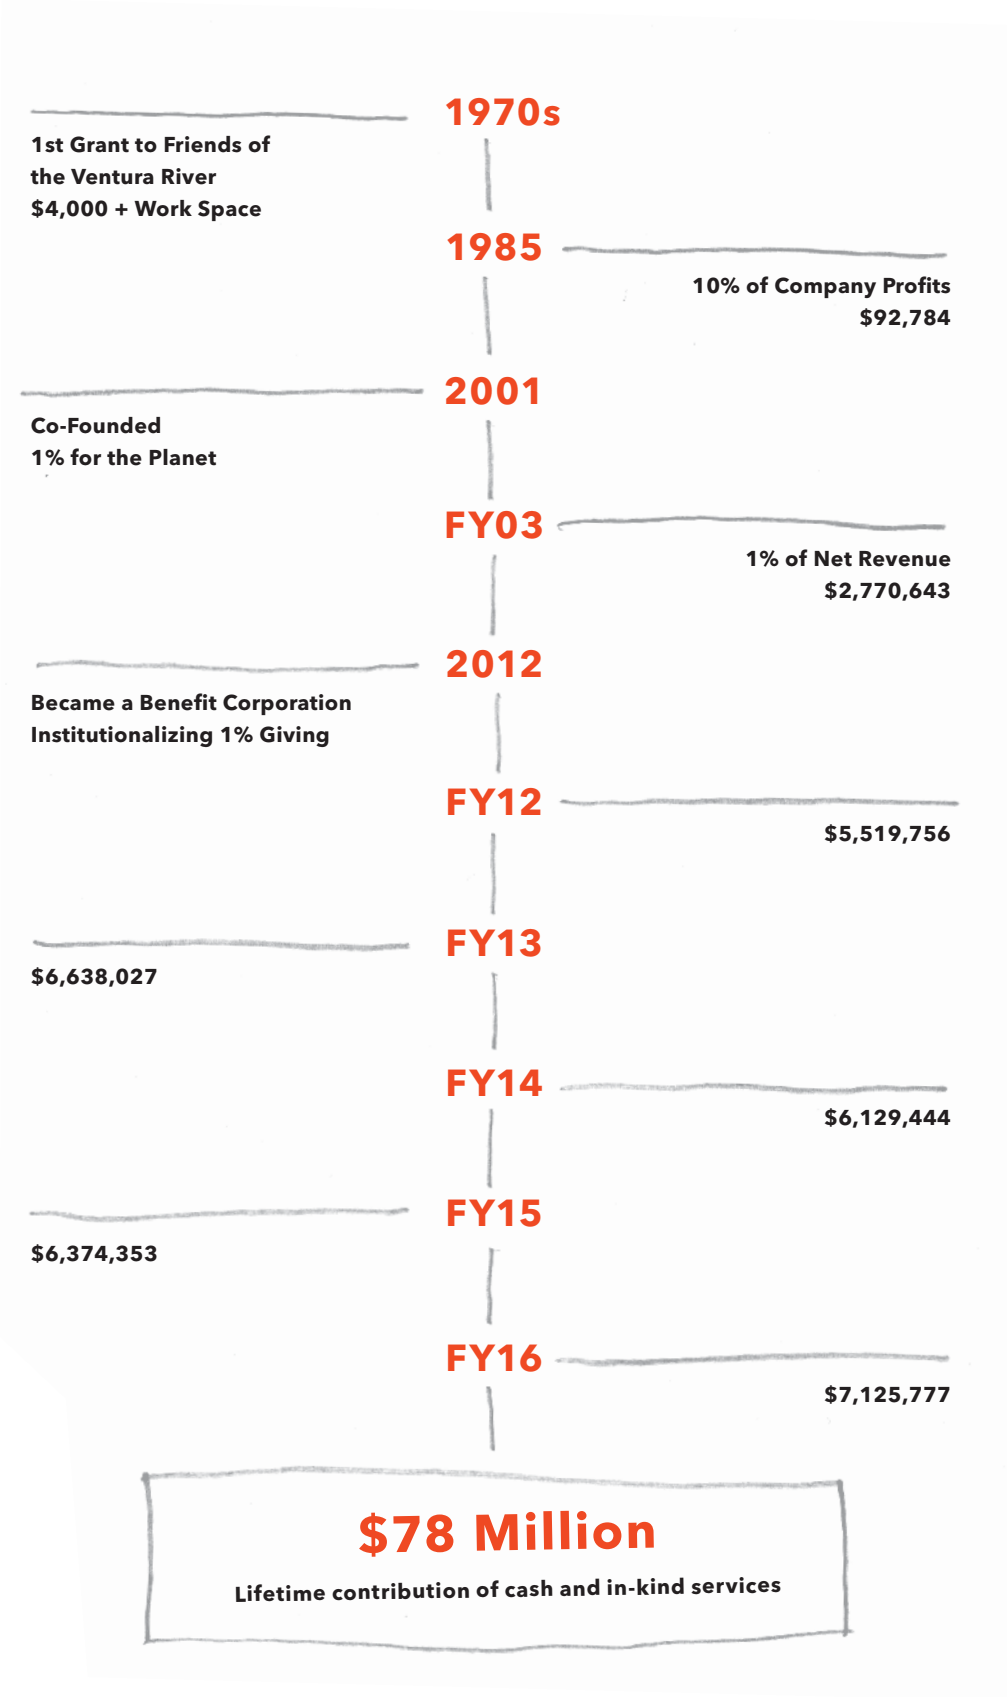 1970s
1st Grant to Friends of
the Ventura River
$4,000 + Work Space
1985
10% of Company Profits
$92,784
2001
Co-Founded
1% for the Planet
FY03
1% of Net Revenue
$2,770,643
2012
Became a Benefit Corporation
Institutionalizing 1% Giving
FY12
$5,519,756
FY13
$6,638,027
FY14
$6,129,444
FY15
$6,374,353
FY16
$7,125,777
$78 Million
Lifetime contribution of cash and in-kind services